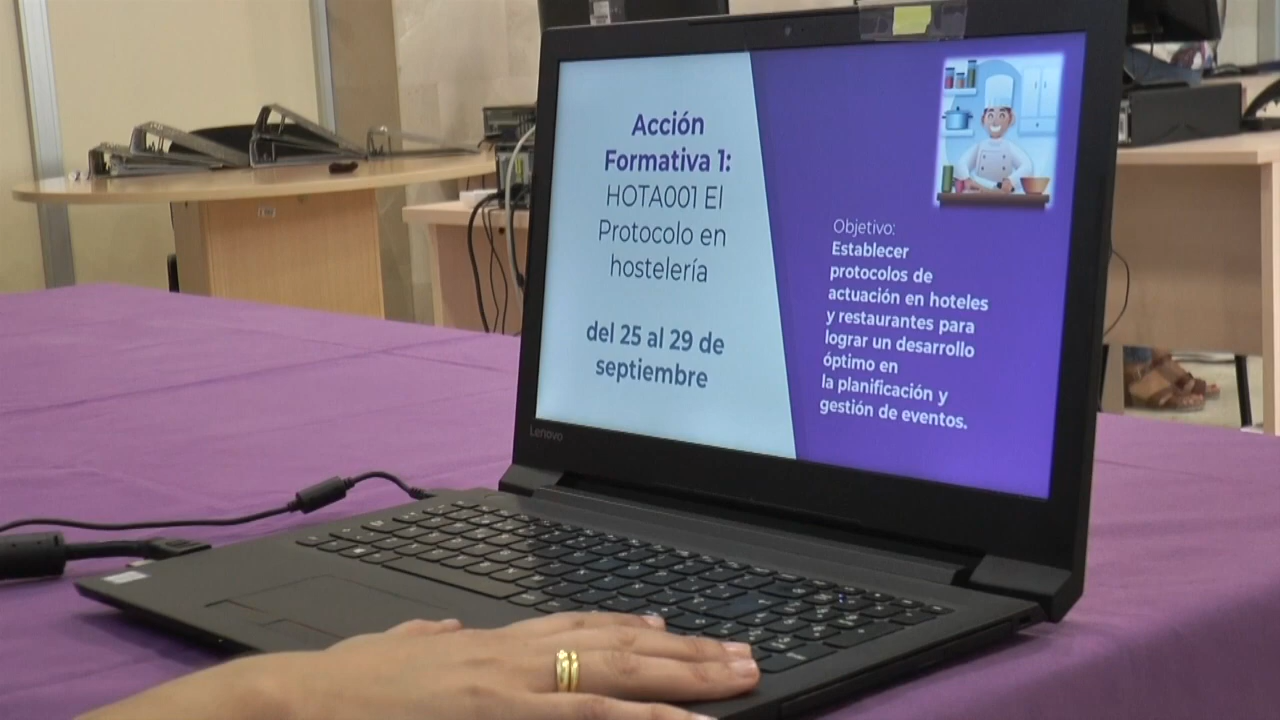 Acción
Formativa 1:
HOTA001 El
Protocolo en
hostelería
del 25 al 29 de
septiembre
Objetivo:
Establecer
protocolos de
actuación en hoteles
y restaurantes para
lograr un desarrollo
óptimo en
la planificación y
gestión de eventos.
Lenovo